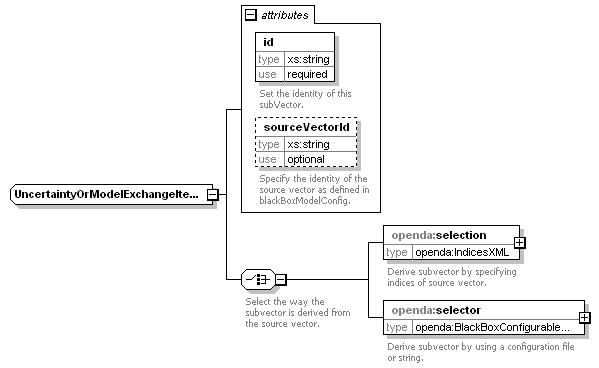 attributes
id
type xs:string
use required
Set the identity of this
subVector.
sourceVectorId
type xs:string
use optional
Specify the identity of the
source vector as defined in
blackBoxModelConfig.
UncertaintyOrModelExchangeIte...
openda:selection
type openda:IndicesXML
Derive subvector by specifying
indices of source vector.
Select the way the
subvector is derived from
the source vector.
openda:selector
type openda:BlackBoxConfigurable...
Derive subvector by using a configuration file
or string.